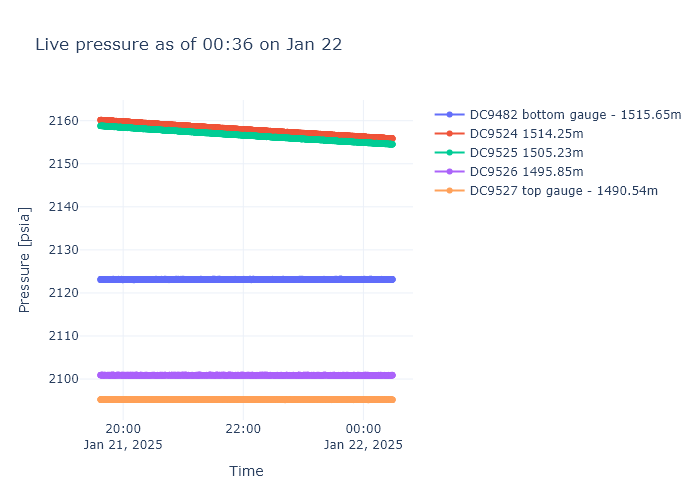 Live pressure as of 00:36 on Jan 22
DC9482 bottom gauge - 1515.65m
DC9524 1514.25m
DC9525 1505.23m
DC9526 1495.85m
DC9527 top gauge - 1490.54m
Pressure [psia]
2160
2150
2140
2130
2120
2110
2100
20:00
Jan 21, 2025
22:00
00:00
Jan 22, 2025
Time